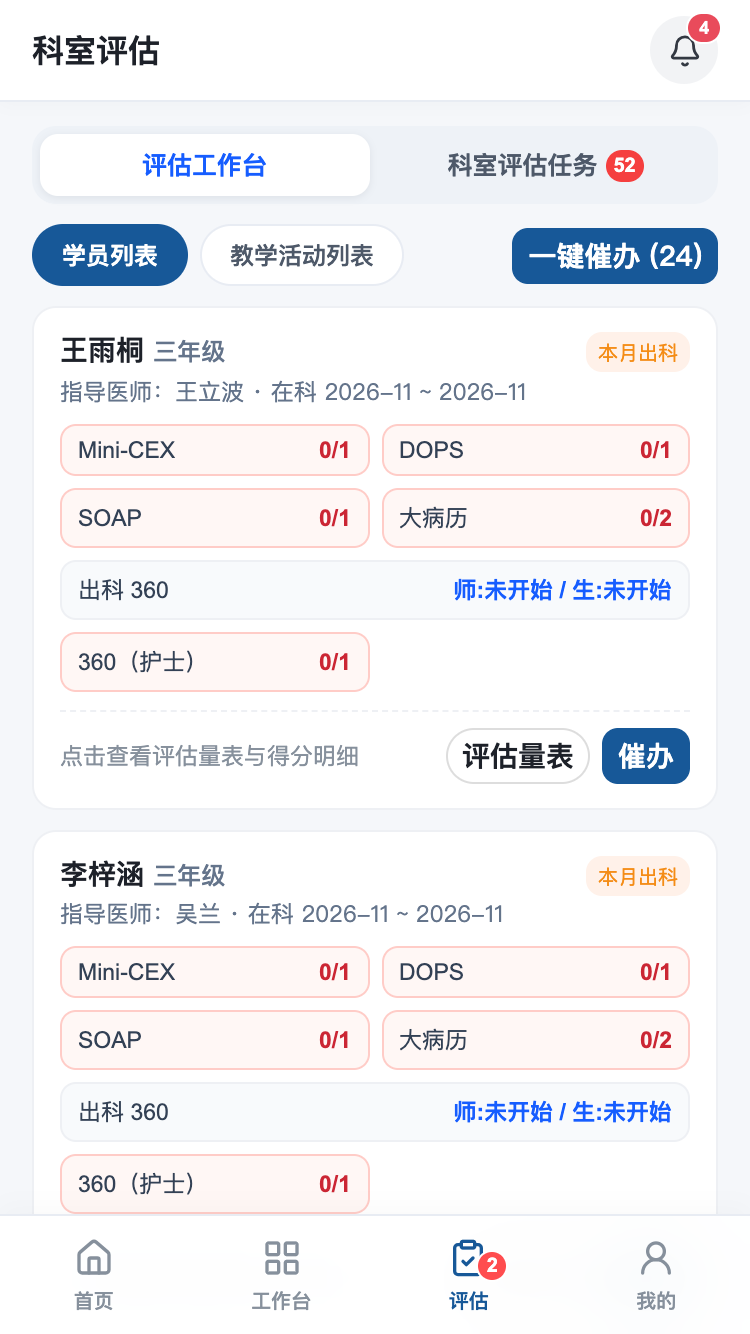 科室评估
4
评估工作台
科室评估任务 52
学员列表
教学活动列表
一键催办 (24)
王雨桐 三年级
本月出科
指导医师：王立波 · 在科 2026-11 ~ 2026-11
Mini-CEX 0/1
DOPS 0/1
SOAP 0/1
大病历 0/2
出科 360 师:未开始 / 生:未开始
360（护士） 0/1
点击查看评估量表与得分明细
评估量表
催办
李梓涵 三年级
本月出科
指导医师：吴兰 · 在科 2026-11 ~ 2026-11
Mini-CEX 0/1
DOPS 0/1
SOAP 0/1
大病历 0/2
出科 360 师:未开始 / 生:未开始
360（护士） 0/1
2
首页
工作台
评估
我的